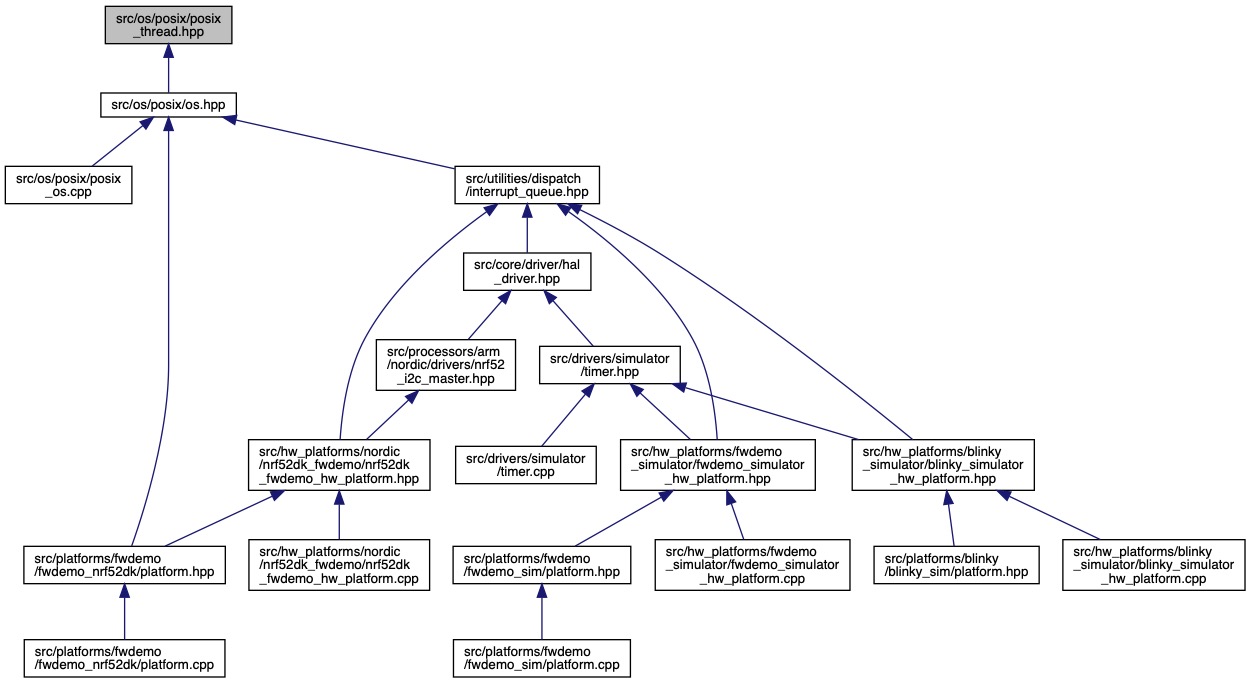 src/os/posix/posix
_thread.hpp
src/os/posix/os.hpp
src/os/posix/posix
_os.cpp
src/utilities/dispatch
/interrupt_queue.hpp
src/core/driver/hal
_driver.hpp
src/processors/arm
/nordic/drivers/nrf52
_i2c_master.hpp
src/drivers/simulator
/timer.hpp
src/hw_platforms/nordic
/nrf52dk_fwdemo/nrf52dk
_fwdemo_hw_platform.hpp
src/drivers/simulator
/timer.cpp
src/hw_platforms/fwdemo
_simulator/fwdemo_simulator
_hw_platform.hpp
src/hw_platforms/blinky
_simulator/blinky_simulator
_hw_platform.hpp
src/platforms/fwdemo
/fwdemo_nrf52dk/platform.hpp
src/hw_platforms/nordic
/nrf52dk_fwdemo/nrf52dk
_fwdemo_hw_platform.cpp
src/platforms/fwdemo
/fwdemo_sim/platform.hpp
src/hw_platforms/fwdemo
_simulator/fwdemo_simulator
_hw_platform.cpp
src/platforms/blinky
/blinky_sim/platform.hpp
src/hw_platforms/blinky
_simulator/blinky_simulator
_hw_platform.cpp
src/platforms/fwdemo
/fwdemo_nrf52dk/platform.cpp
src/platforms/fwdemo
/fwdemo_sim/platform.cpp